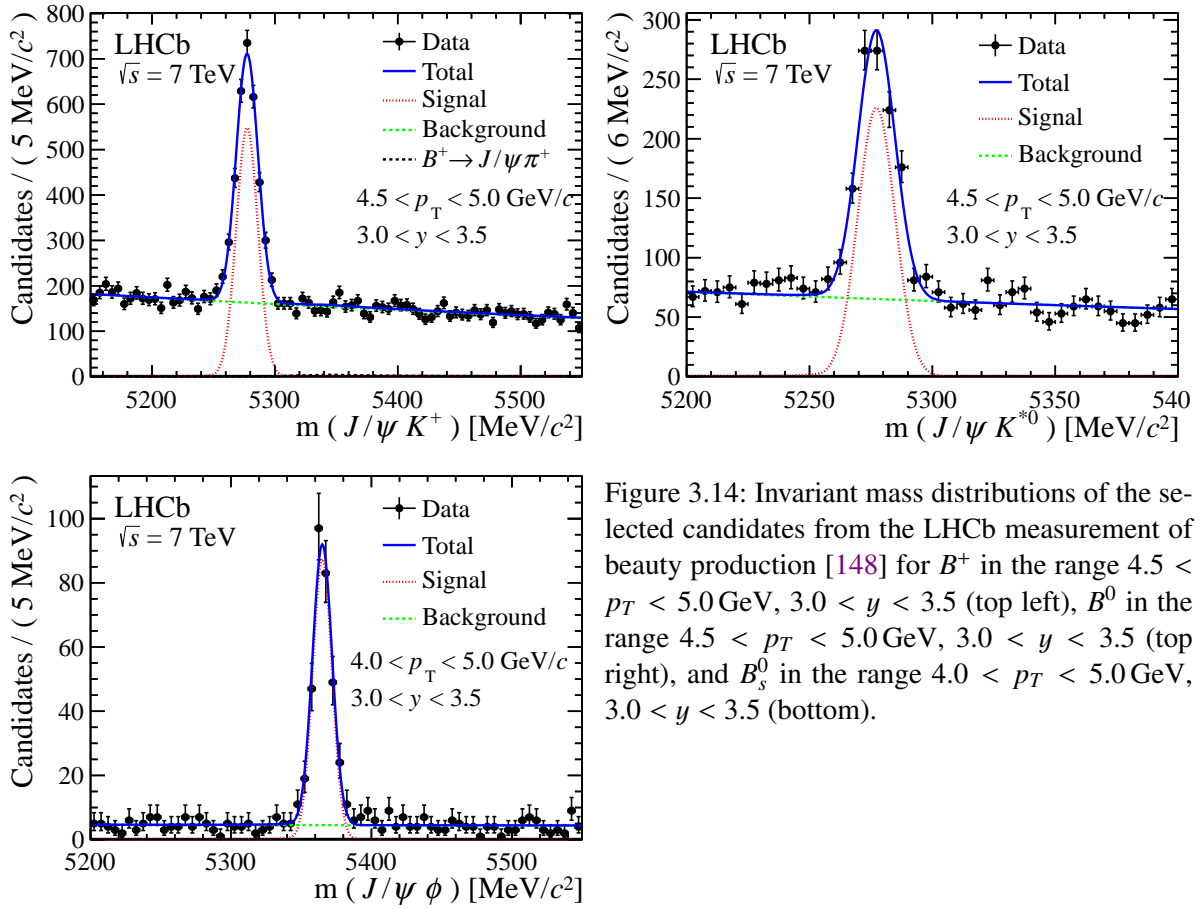 Candidates / ( 5 MeV/c² )
800
700
600
500
400
300
200
100
0
LHCb
√s = 7 TeV
Data
Total
Signal
Background
B⁺→ J/ψπ⁺
4.5 < p_T < 5.0 GeV/c
3.0 < y < 3.5
5200 5300 5400 5500
m ( J/ψ K⁺ ) [MeV/c²]
Candidates / ( 6 MeV/c² )
300
250
200
150
100
50
0
LHCb
√s = 7 TeV
Data
Total
Signal
Background
4.5 < p_T < 5.0 GeV/c
3.0 < y < 3.5
5200 5250 5300 5350 540
m ( J/ψ K*⁰ ) [MeV/c²]
Candidates / ( 5 MeV/c² )
100
80
60
40
20
0
LHCb
√s = 7 TeV
Data
Total
Signal
Background
4.0 < p_T < 5.0 GeV/c
3.0 < y < 3.5
5200 5300 5400 5500
m ( J/ψ ϕ ) [MeV/c²]
Figure 3.14: Invariant mass distributions of the se-
lected candidates from the LHCb measurement of
beauty production [148] for B⁺ in the range 4.5 <
p_T < 5.0 GeV, 3.0 < y < 3.5 (top left), B⁰ in the
range 4.5 < p_T < 5.0 GeV, 3.0 < y < 3.5 (top
right), and B_s⁰ in the range 4.0 < p_T < 5.0 GeV,
3.0 < y < 3.5 (bottom).